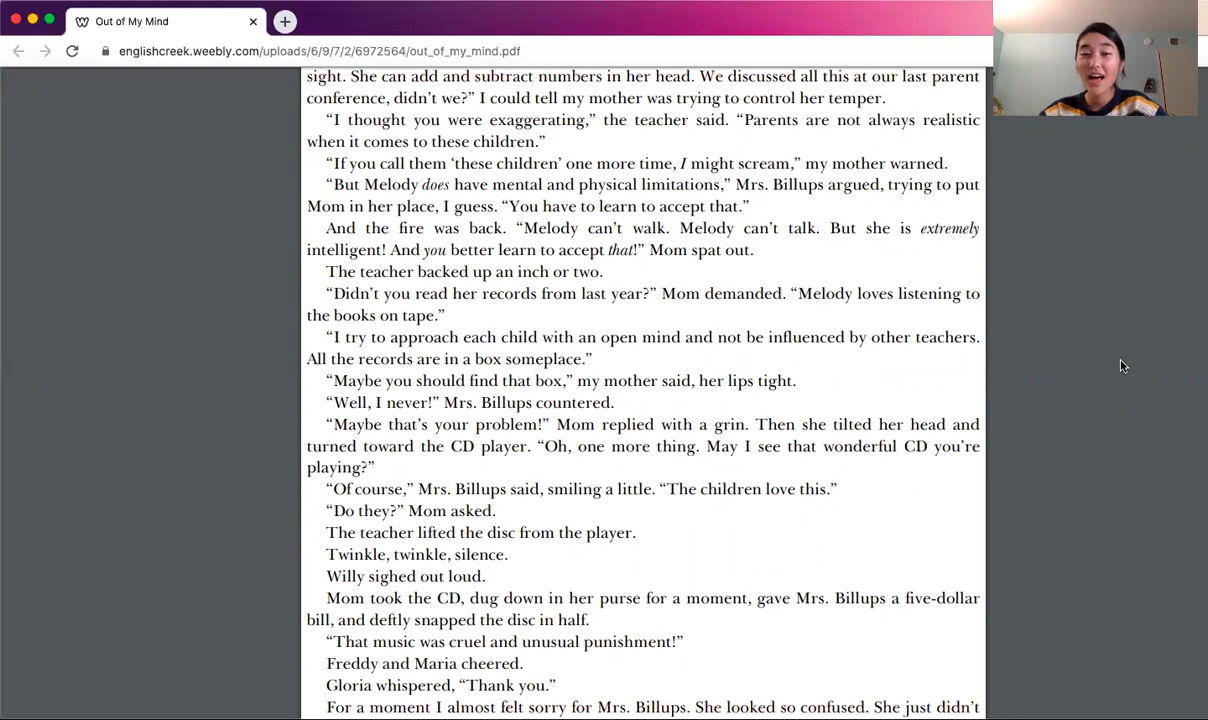 Out of My Mind
englishcreek.weebly.com/uploads/6/9/7/2/6972564/out_of_my_mind.pdf
sight. She can add and subtract numbers in her head. We discussed all this at our last parent
conference, didn’t we?” I could tell my mother was trying to control her temper.
“I thought you were exaggerating,” the teacher said. “Parents are not always realistic
when it comes to these children.”
“If you call them ‘these children’ one more time, I might scream,” my mother warned.
“But Melody does have mental and physical limitations,” Mrs. Billups argued, trying to put
Mom in her place, I guess. “You have to learn to accept that.”
And the fire was back. “Melody can’t walk. Melody can’t talk. But she is extremely
intelligent! And you better learn to accept that!” Mom spat out.
The teacher backed up an inch or two.
“Didn’t you read her records from last year?” Mom demanded. “Melody loves listening to
the books on tape.”
“I try to approach each child with an open mind and not be influenced by other teachers.
All the records are in a box someplace.”
“Maybe you should find that box,” my mother said, her lips tight.
“Well, I never!” Mrs. Billups countered.
“Maybe that’s your problem!” Mom replied with a grin. Then she tilted her head and
turned toward the CD player. “Oh, one more thing. May I see that wonderful CD you’re
playing?”
“Of course,” Mrs. Billups said, smiling a little. “The children love this.”
“Do they?” Mom asked.
The teacher lifted the disc from the player.
Twinkle, twinkle, silence.
Willy sighed out loud.
Mom took the CD, dug down in her purse for a moment, gave Mrs. Billups a five-dollar
bill, and deftly snapped the disc in half.
“That music was cruel and unusual punishment!”
Freddy and Maria cheered.
Gloria whispered, “Thank you.”
For a moment I almost felt sorry for Mrs. Billups. She looked so confused. She just didn’t